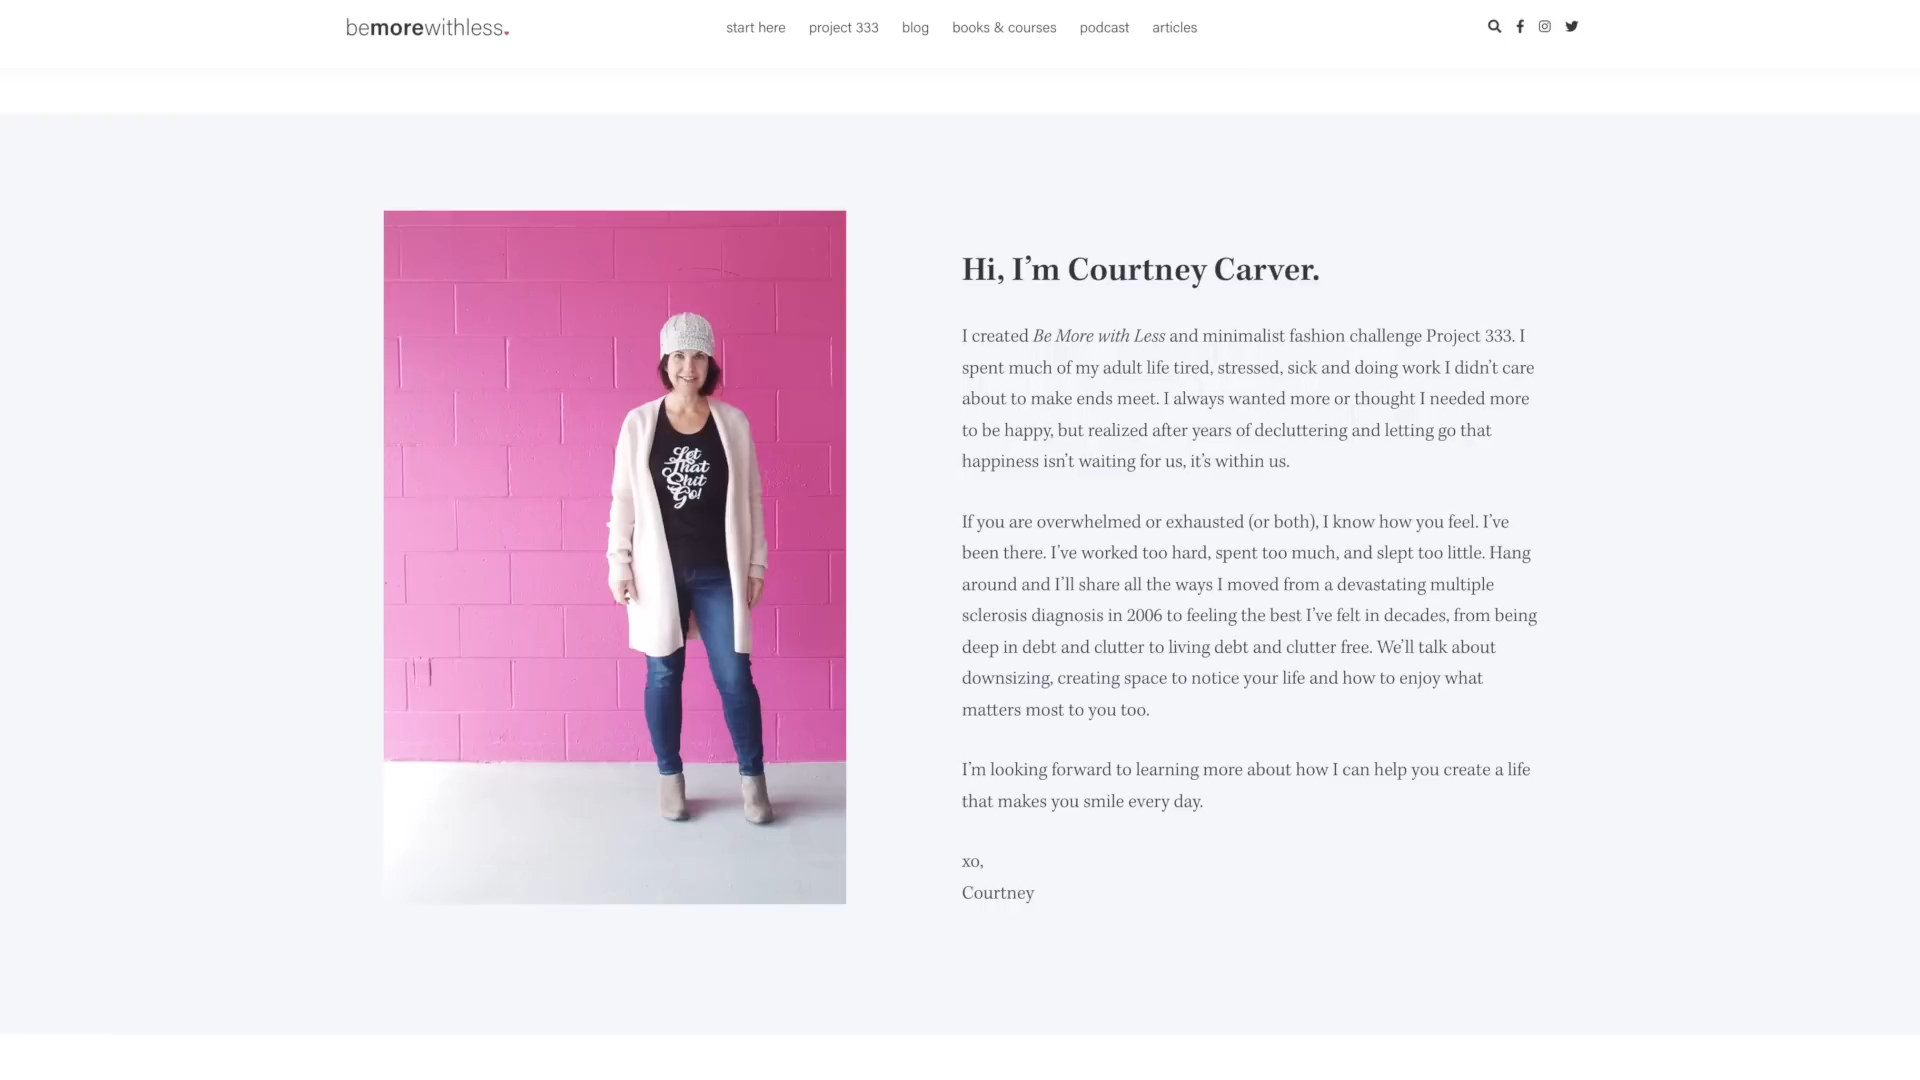 bemorewithless.
start here project 333 blog books & courses podcast articles
Let
That
Shit
Go!
Hi, I’m Courtney Carver.
I created Be More with Less and minimalist fashion challenge Project 333. I
spent much of my adult life tired, stressed, sick and doing work I didn’t care
about to make ends meet. I always wanted more or thought I needed more
to be happy, but realized after years of decluttering and letting go that
happiness isn’t waiting for us, it’s within us.
If you are overwhelmed or exhausted (or both), I know how you feel. I’ve
been there. I’ve worked too hard, spent too much, and slept too little. Hang
around and I’ll share all the ways I moved from a devastating multiple
sclerosis diagnosis in 2006 to feeling the best I’ve felt in decades, from being
deep in debt and clutter to living debt and clutter free. We’ll talk about
downsizing, creating space to notice your life and how to enjoy what
matters most to you too.
I’m looking forward to learning more about how I can help you create a life
that makes you smile every day.
xo,
Courtney